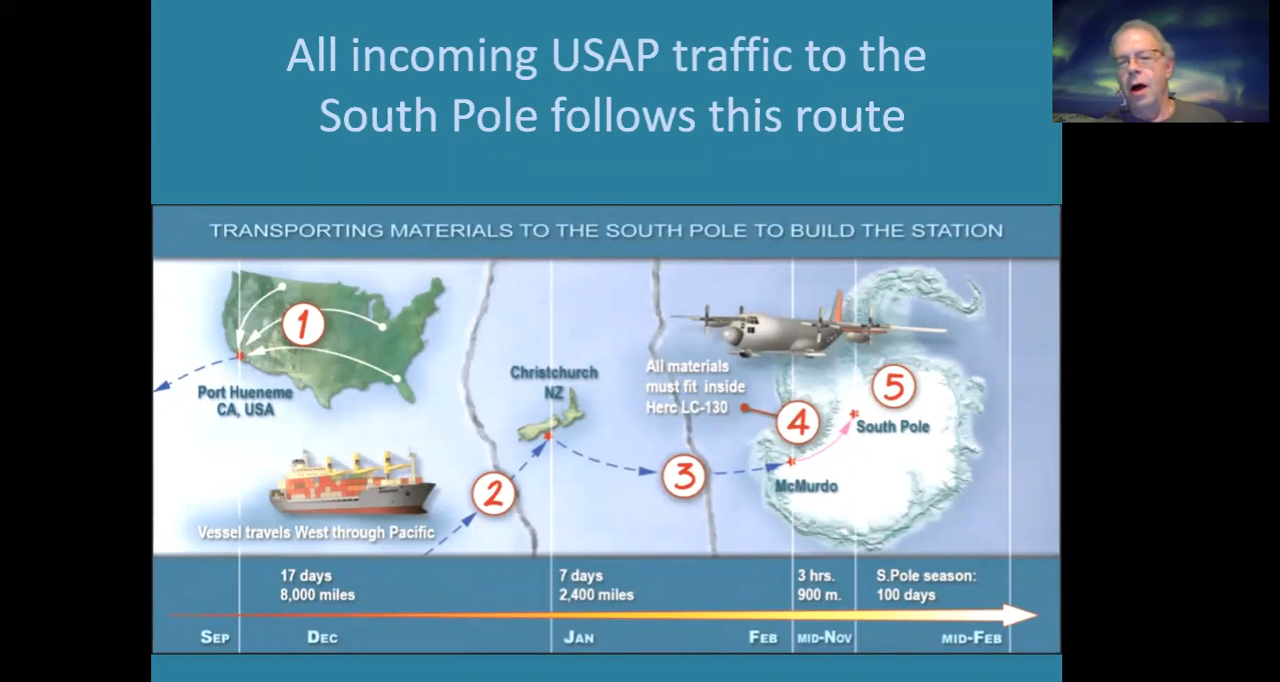 All incoming USAP traffic to the
South Pole follows this route
TRANSPORTING MATERIALS TO THE SOUTH POLE TO BUILD THE STATION
1
Port Hueneme
CA, USA
Vessel travels West through Pacific
2
Christchurch
NZ
3
All materials
must fit inside
Herc LC-130
4
McMurdo
5
South Pole
17 days
8,000 miles
7 days
2,400 miles
3 hrs.
900 m.
S.Pole season:
100 days
SEP
DEC
JAN
FEB
MID-NOV
MID-FEB